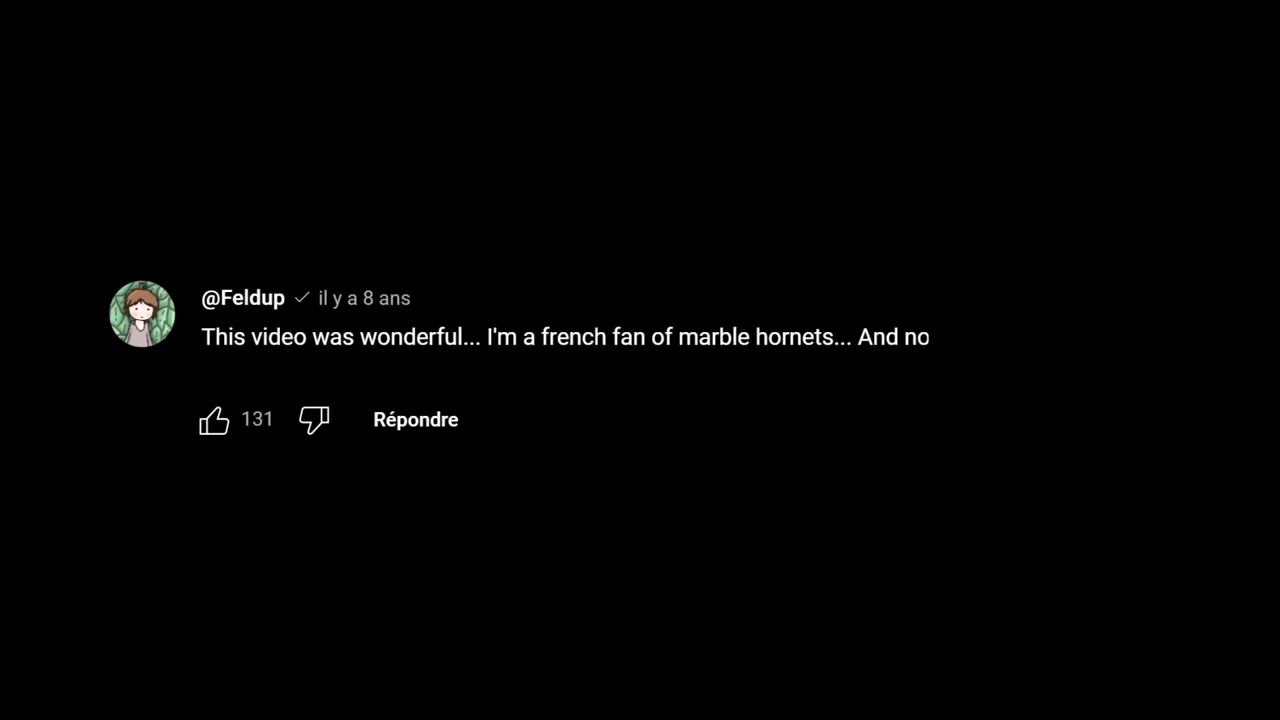 @Feldup il y a 8 ans
This video was wonderful... I'm a french fan of marble hornets... And no
131 Répondre